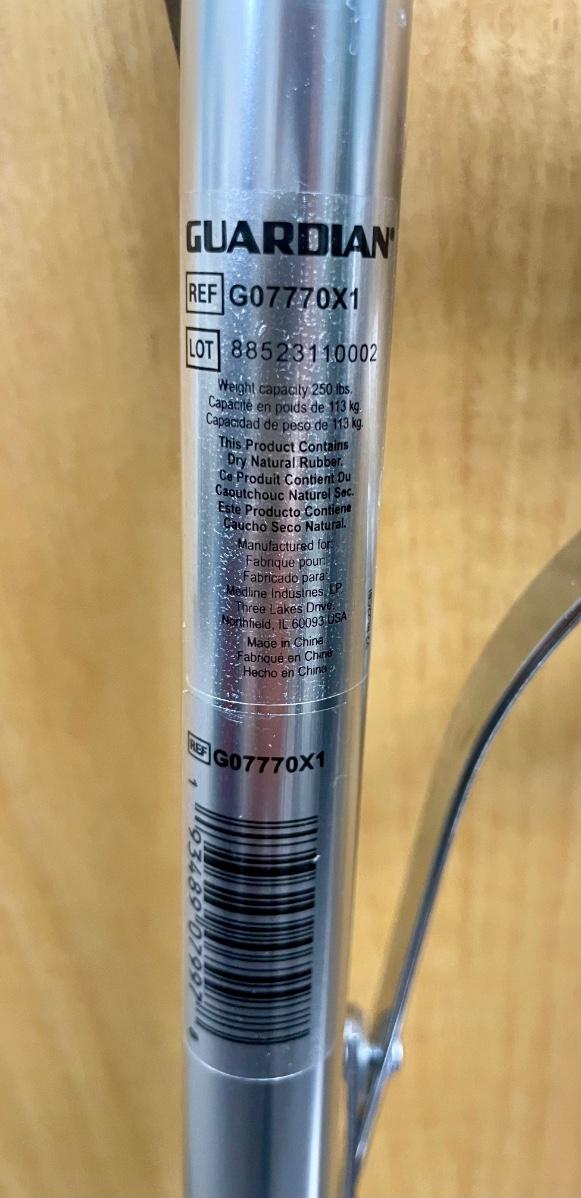 GUARDIAN®
REF G07770X1
LOT 88523110002
Weight capacity 250 lbs.
Capacité en poids de 113 kg.
Capacidad de peso de 113 kg.
This Product Contains
Dry Natural Rubber.
Ce Produit Contient Du
Caoutchouc Naturel Sec.
Este Producto Contiene
Caucho Seco Natural.
Manufactured for:
Fabriqué pour:
Fabricado para:
Medline Industries, LP
Three Lakes Drive,
Northfield, IL 60093 USA
Made in China
Fabriqué en Chine
Hecho en China
REF G07770X1